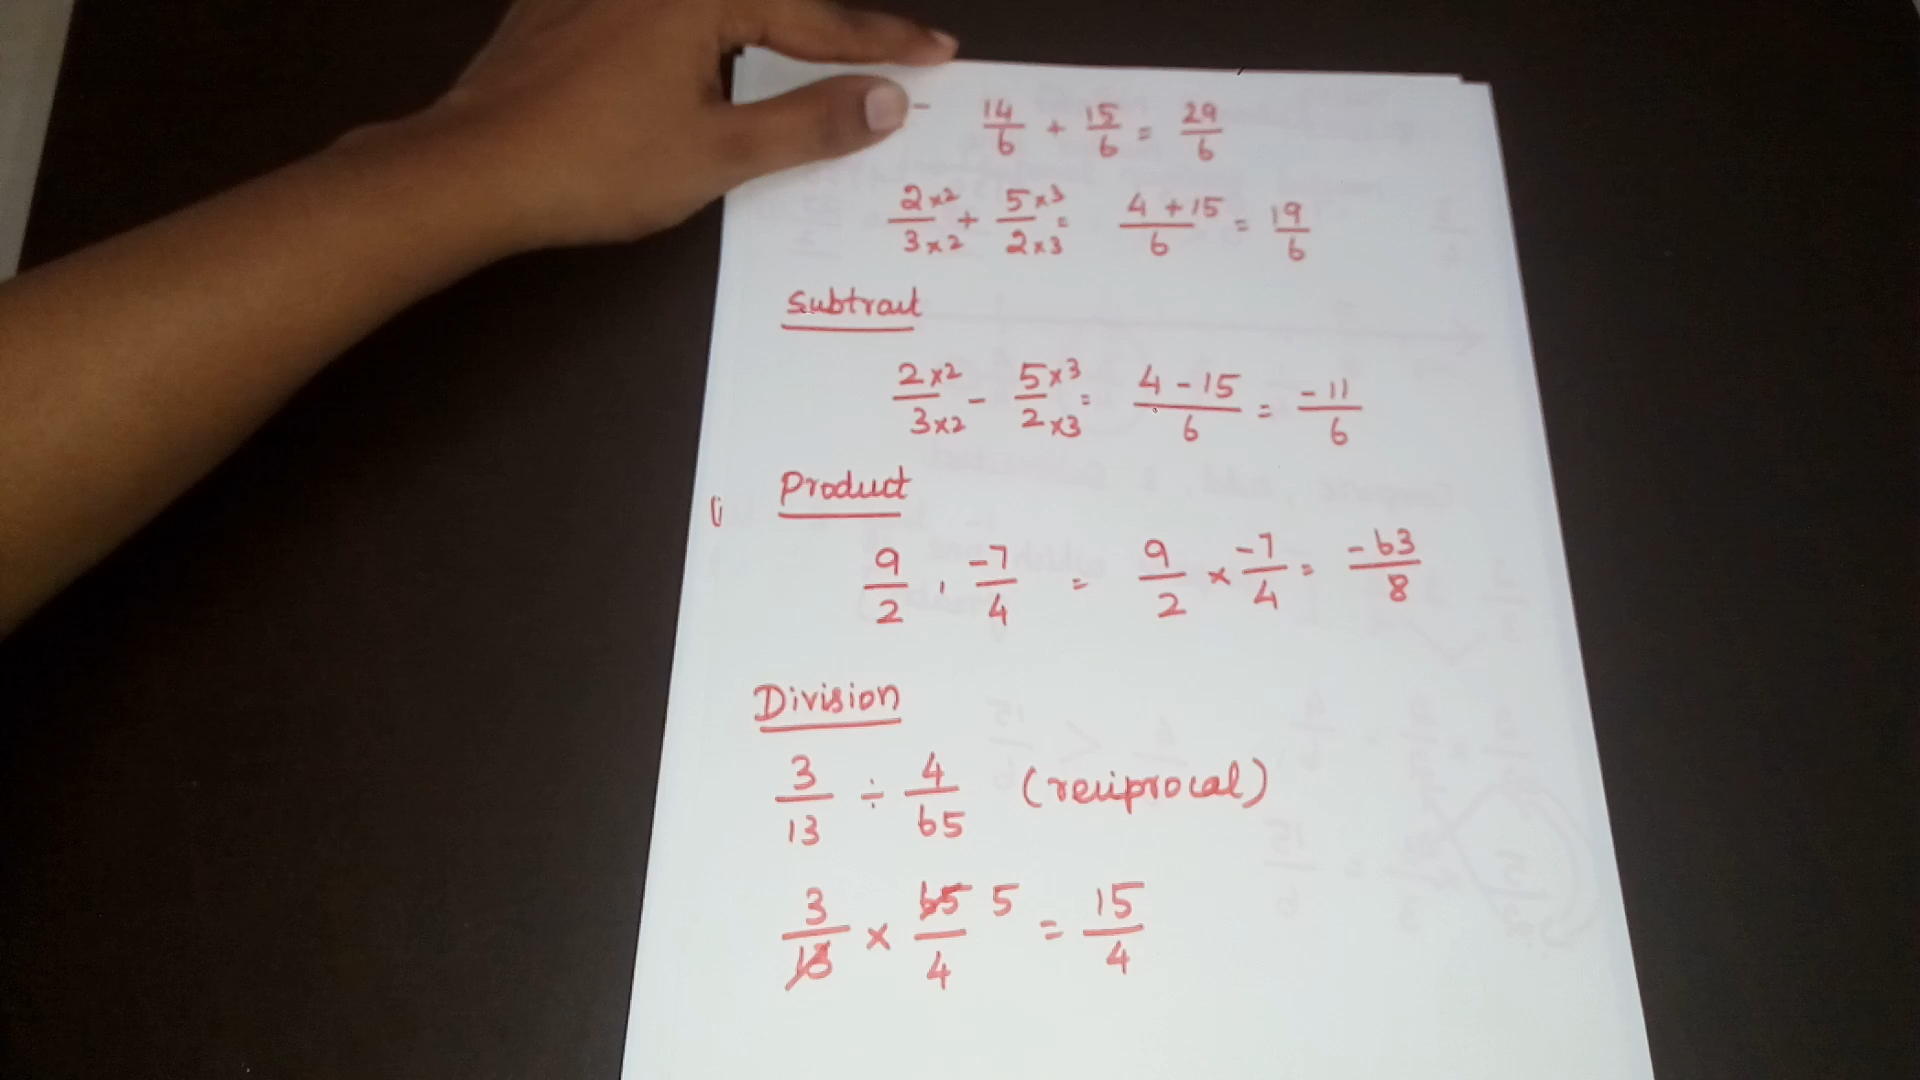 - 14/6 + 15/6 = 29/6
2×2/3×2 + 5×3/2×3 = 4+15/6 = 19/6
Subtract
2×2/3×2 - 5×3/2×3 = 4-15/6 = -11/6
Product
9/2 , -7/4 = 9/2 × -7/4 = -63/8
Division
3/13 ÷ 4/65 (reciprocal)
3/13 × 65/4 5 = 15/4